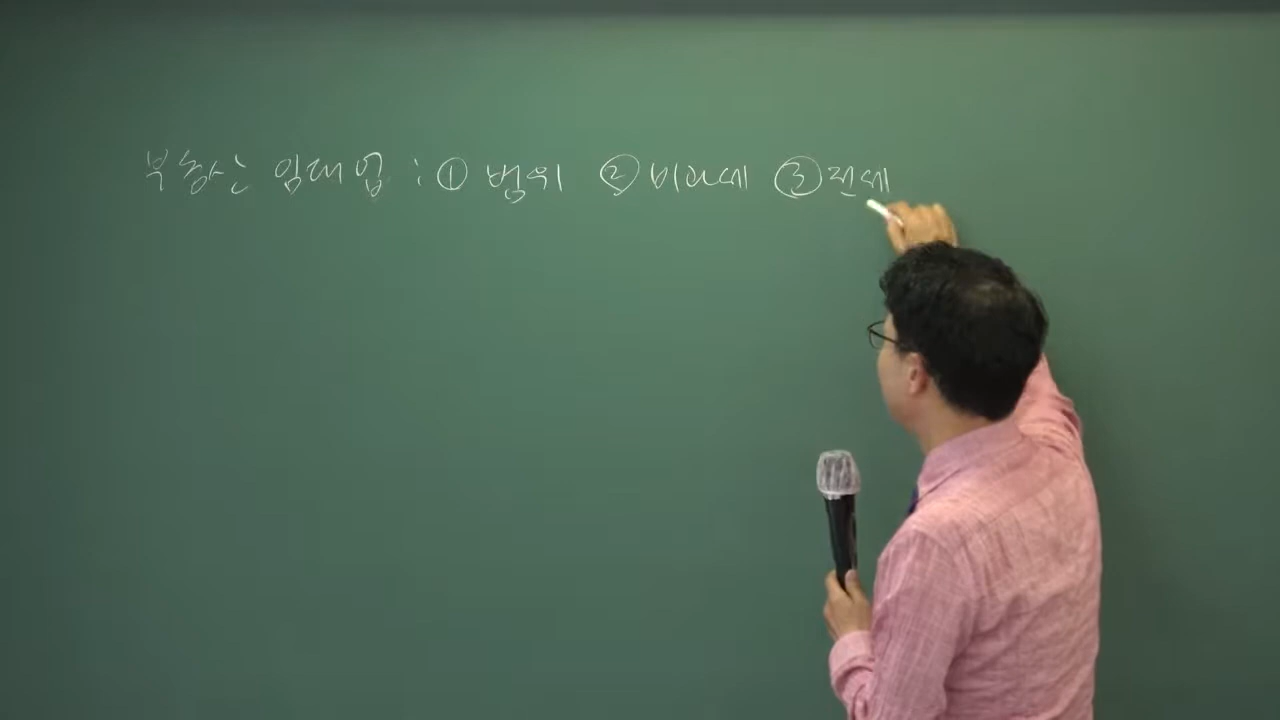 부동산 임대업 : ① 범위 ② 비과세 ③ 전세